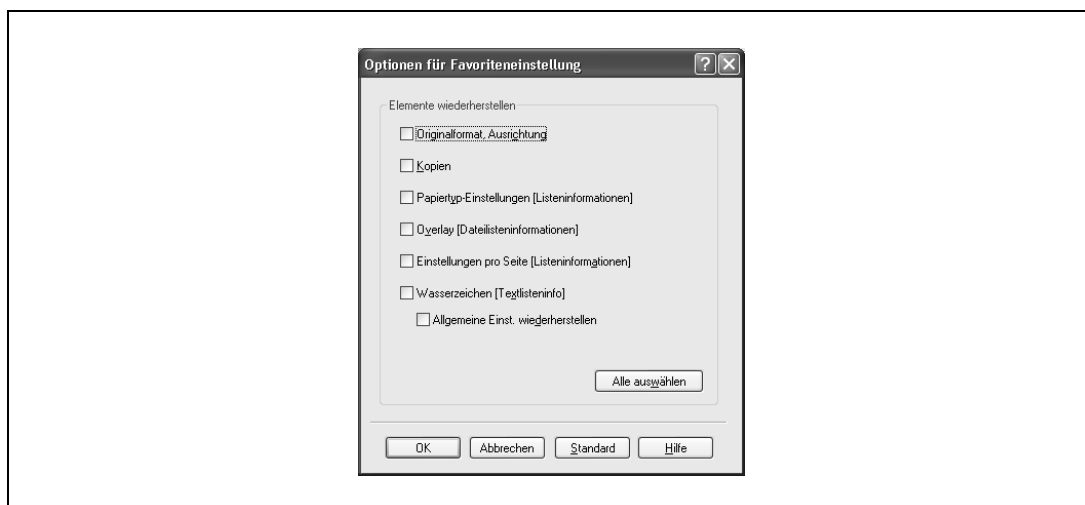 Optionen für Favoriteneinstellung
Elemente wiederherstellen
Originalformat, Ausrichtung
Kopien
Papiertyp-Einstellungen [Listeninformationen]
Overlay [Dateilisteninformationen]
Einstellungen pro Seite [Listeninformationen]
Wasserzeichen [Textlisteninfo]
Allgemeine Einst. wiederherstellen
Alle auswählen
OK Abbrechen Standard Hilfe